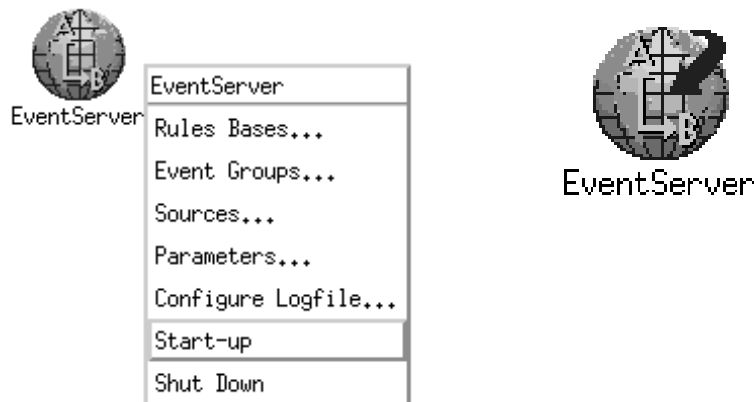 EventServer
EventServer
Rules Bases...
Event Groups...
Sources...
Parameters...
Configure Logfile...
Start-up
Shut Down
A
L
B
EventServer
A
L
B